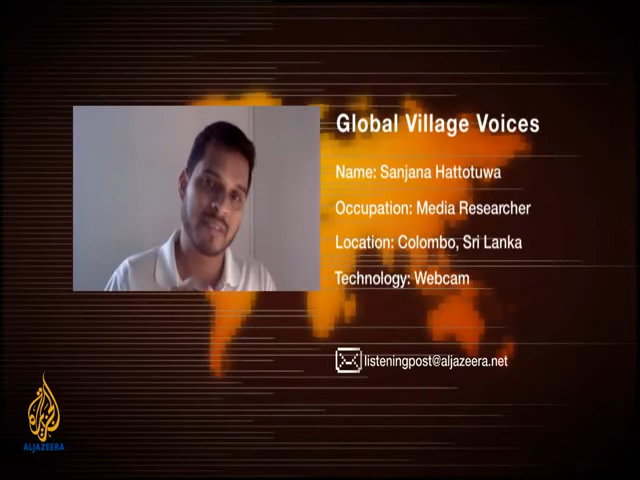 Global Village Voices
Name: Sanjana Hattotuwa
Occupation: Media Researcher
Location: Colombo, Sri Lanka
Technology: Webcam
listeningpost@aljazeera.net
الجزيرة
ALJAZEERA